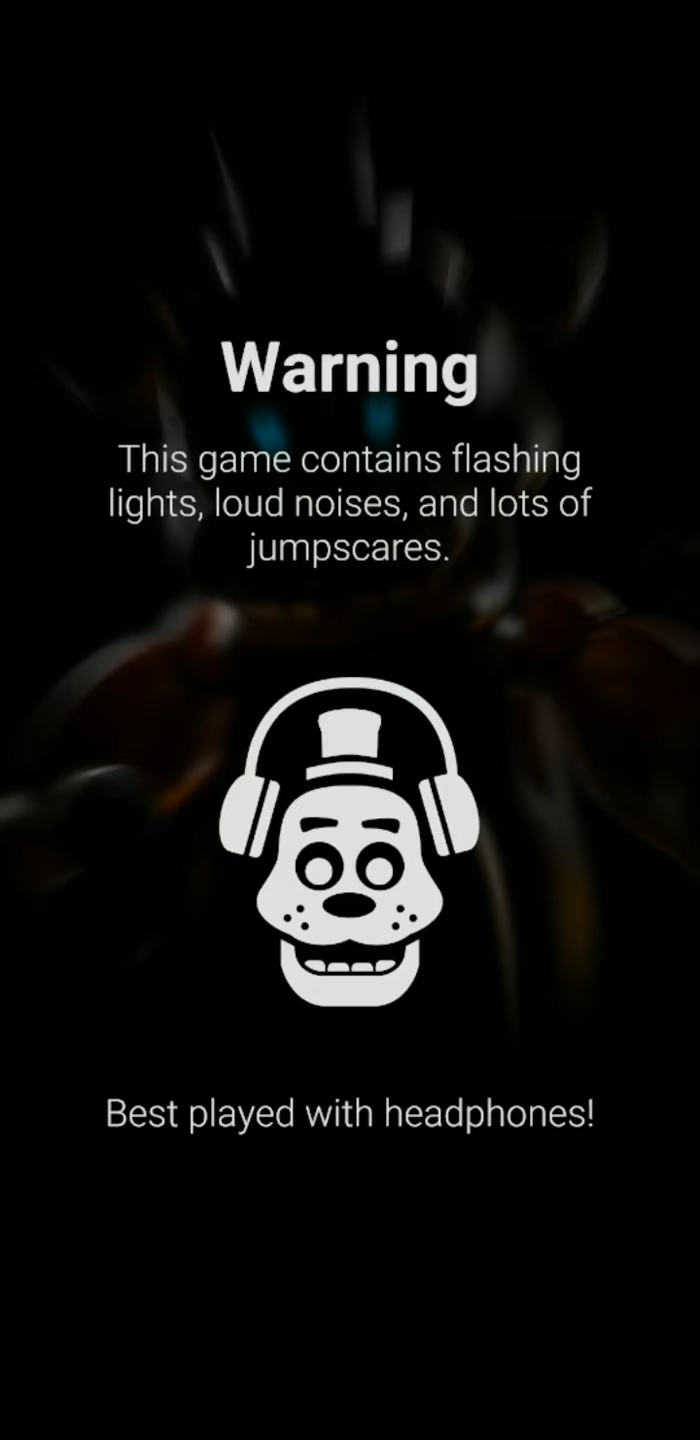 Warning
This game contains flashing
lights, loud noises, and lots of
jumpscares.
Best played with headphones!